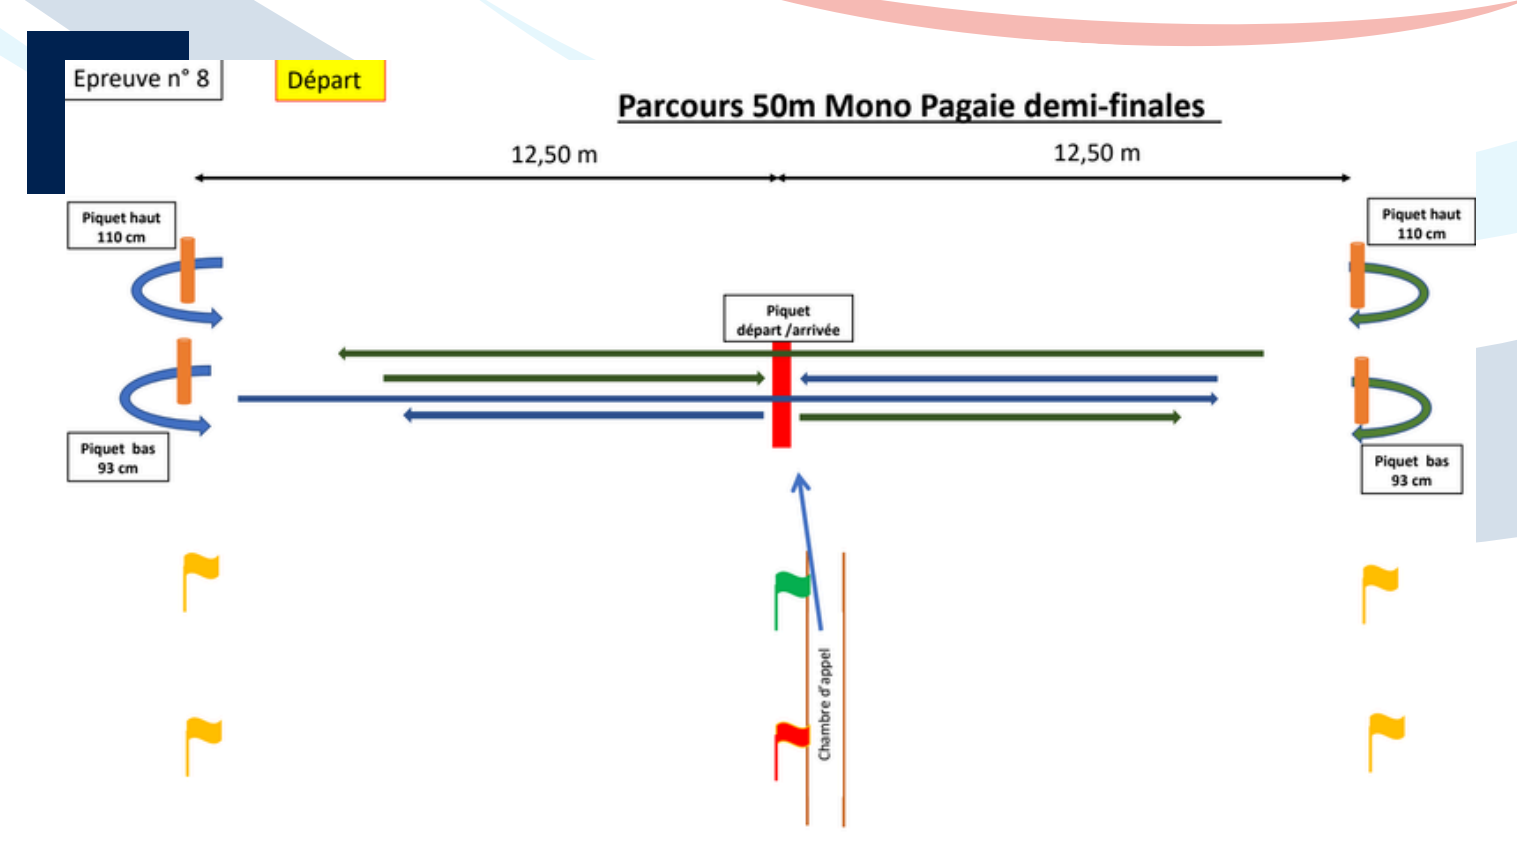 Epreuve n° 8
Départ
Parcours 50m Mono Pagaie demi-finales
12,50 m
12,50 m
Piquet haut
110 cm
Piquet haut
110 cm
Piquet
départ /arrivée
Piquet bas
93 cm
Piquet bas
93 cm
Chambre d'appel